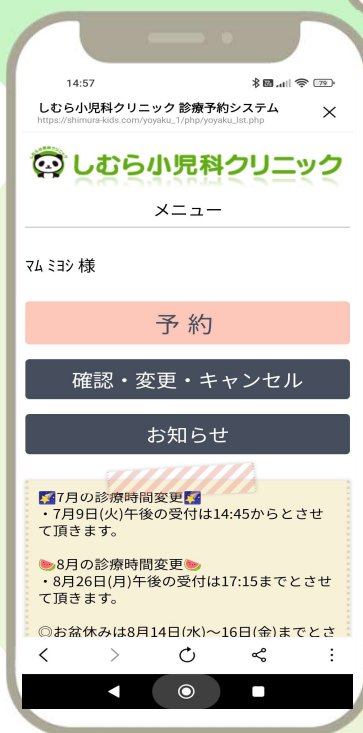 14:57
79
しむら小児科クリニック 診療予約システム
https://shimura-kids.com/yoyaku_1/php/yoyaku_lst.php
しむら小児科クリニック
メニュー
ﾏﾑ ﾐﾖｼ 様
予 約
確認・変更・キャンセル
お知らせ
🌠7月の診療時間変更🌠
・7月9日(火)午後の受付は14:45からとさせ
て頂きます。
🍉8月の診療時間変更🍉
・8月26日(月)午後の受付は17:15までとさせ
て頂きます。
◎お盆休みは8月14日(水)～16日(金)までとさ